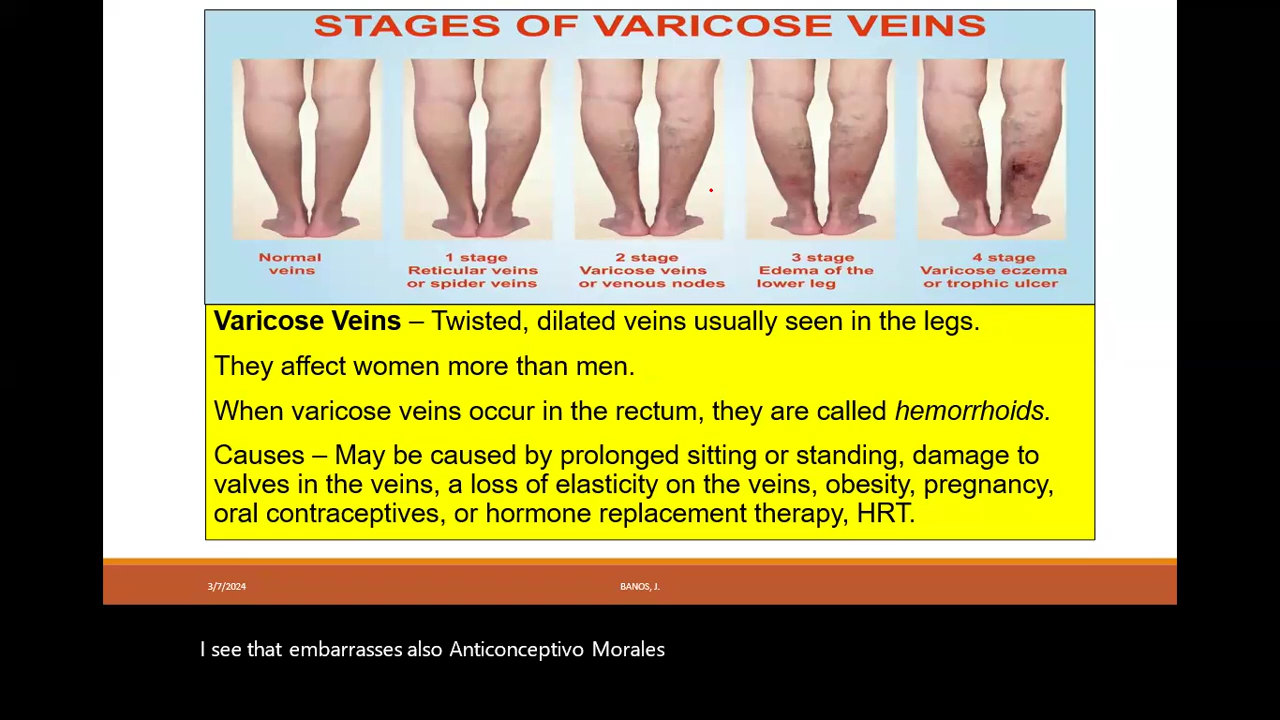 STAGES OF VARICOSE VEINS
Normal
veins
1 stage
Reticular veins
or spider veins
2 stage
Varicose veins
or venous nodes
3 stage
Edema of the
lower leg
4 stage
Varicose eczema
or trophic ulcer
Varicose Veins – Twisted, dilated veins usually seen in the legs.
They affect women more than men.
When varicose veins occur in the rectum, they are called hemorrhoids.
Causes – May be caused by prolonged sitting or standing, damage to
valves in the veins, a loss of elasticity on the veins, obesity, pregnancy,
oral contraceptives, or hormone replacement therapy, HRT.
3/7/2024
BANOS, J.
I see that embarrasses also Anticonceptivo Morales